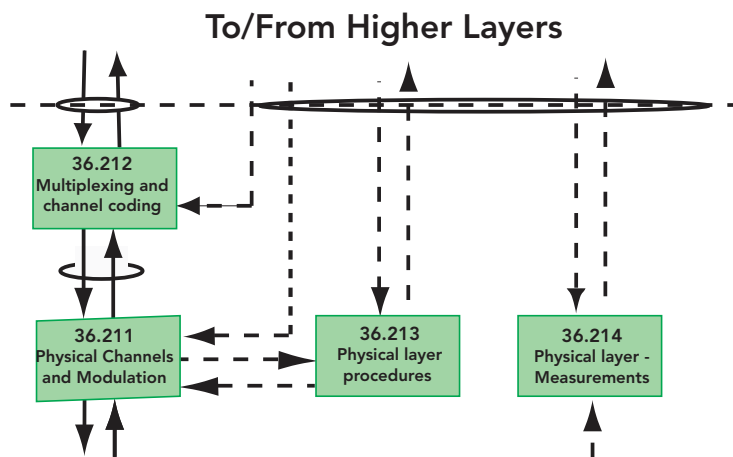 To/From Higher Layers
36.212
Multiplexing and
channel coding
36.211
Physical Channels
and Modulation
36.213
Physical layer
procedures
36.214
Physical layer -
Measurements